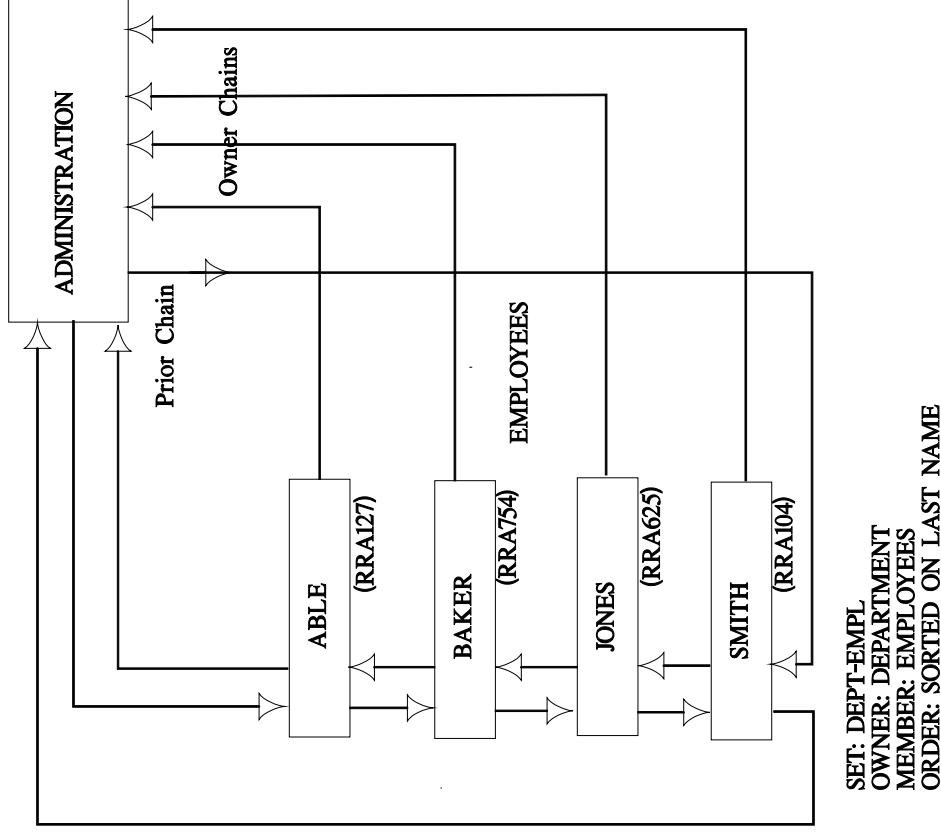 ADMINISTRATION
Owner Chains
Prior Chain
EMPLOYEES
ABLE
(RRA127)
BAKER
(RRA754)
JONES
(RRA625)
SMITH
(RRA104)
SET: DEPT-EMPL
OWNER: DEPARTMENT
MEMBER: EMPLOYEES
ORDER: SORTED ON LAST NAME